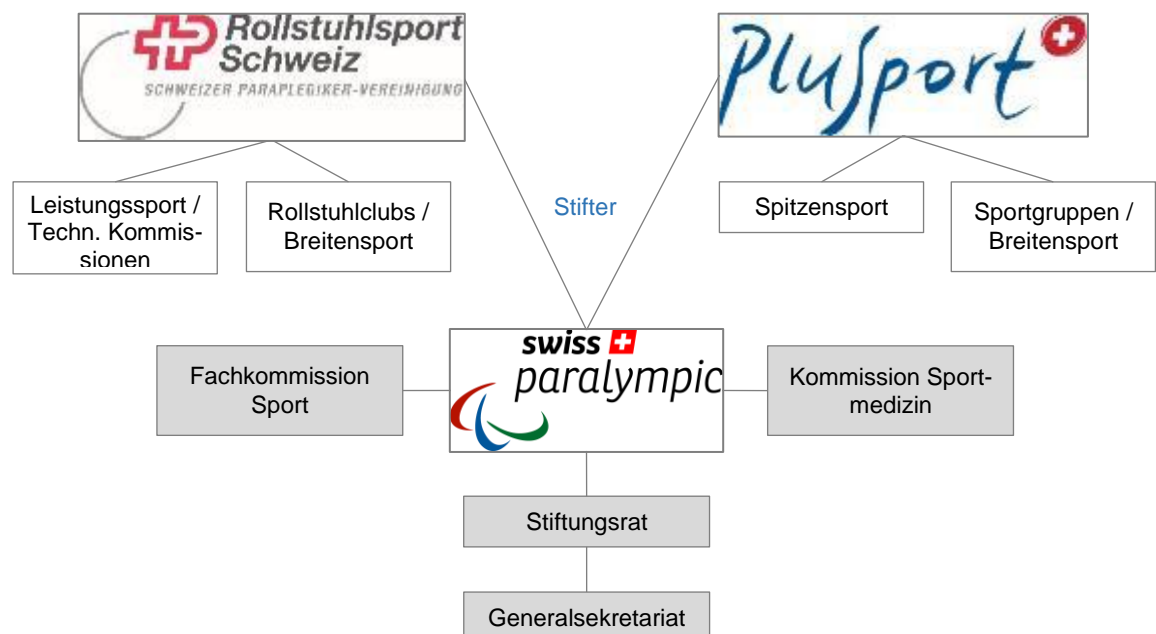 Rollstuhlsport
Schweiz
SCHWEIZER PARAPLEGIKER-VEREINIGUNG
PluSport
Leistungssport /
Techn. Kommis-
sionen
Rollstuhlclubs /
Breitensport
Stifter
Spitzensport
Sportgruppen /
Breitensport
swiss
paralympic
Fachkommission
Sport
Kommission Sport-
medizin
Stiftungsrat
Generalsekretariat